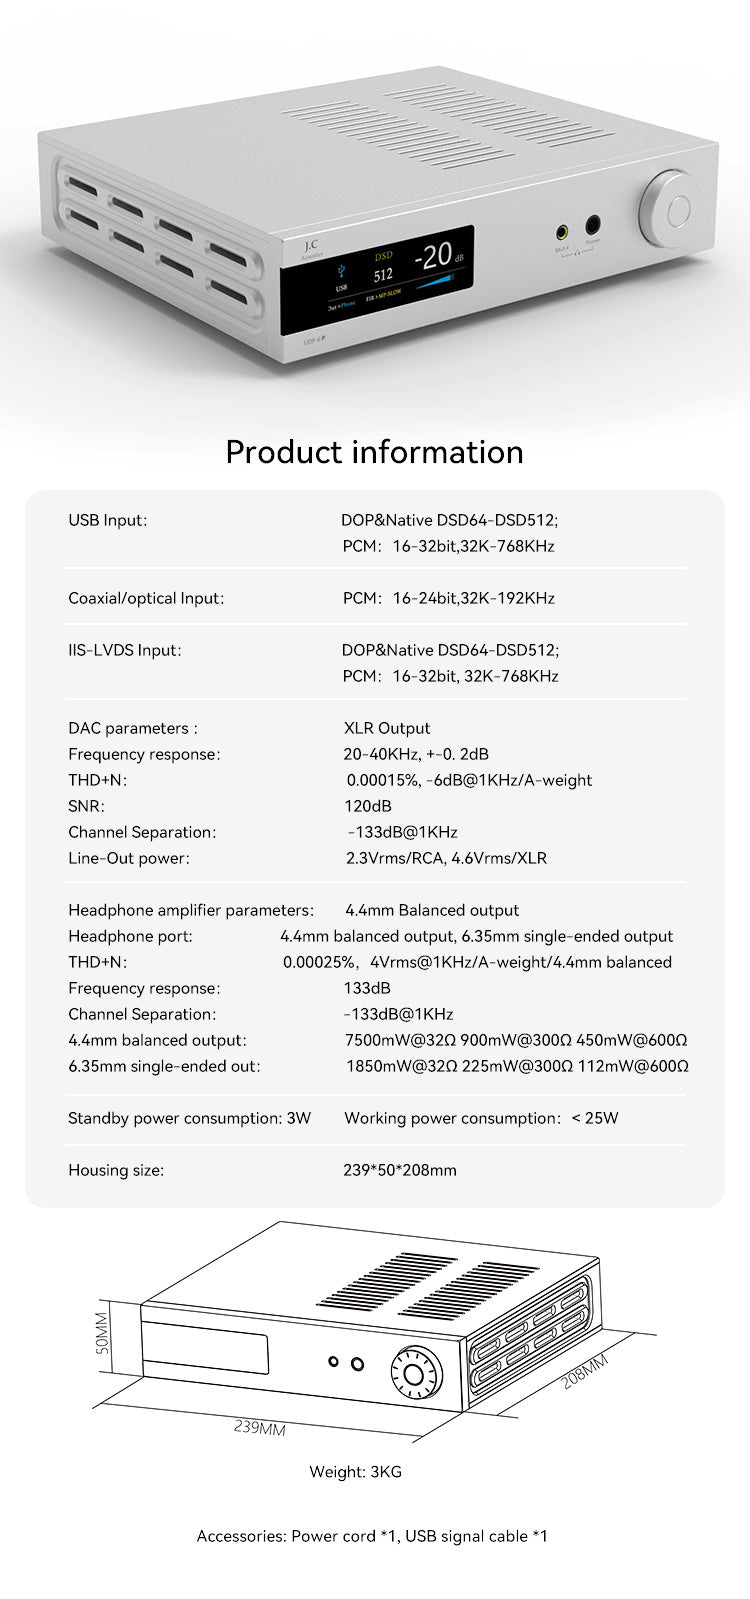 J.C
Acoustics
USB
DSD
512
-20 dB
Out >Phone
FIR >MP-SLOW
UDP-6P
BAL4.4
Phones
Product information
USB Input: DOP&Native DSD64-DSD512;
PCM: 16-32bit,32K-768KHz
Coaxial/optical Input: PCM: 16-24bit,32K-192KHz
IIS-LVDS Input: DOP&Native DSD64-DSD512;
PCM: 16-32bit, 32K-768KHz
DAC parameters : XLR Output
Frequency response: 20-40KHz, +-0. 2dB
THD+N: 0.00015%, -6dB@1KHz/A-weight
SNR: 120dB
Channel Separation: -133dB@1KHz
Line-Out power: 2.3Vrms/RCA, 4.6Vrms/XLR
Headphone amplifier parameters: 4.4mm Balanced output
Headphone port: 4.4mm balanced output, 6.35mm single-ended output
THD+N: 0.00025%, 4Vrms@1KHz/A-weight/4.4mm balanced
Frequency response: 133dB
Channel Separation: -133dB@1KHz
4.4mm balanced output: 7500mW@32Ω 900mW@300Ω 450mW@600Ω
6.35mm single-ended out: 1850mW@32Ω 225mW@300Ω 112mW@600Ω
Standby power consumption: 3W Working power consumption: < 25W
Housing size: 239*50*208mm
50MM
239MM
208MM
Weight: 3KG
Accessories: Power cord *1, USB signal cable *1